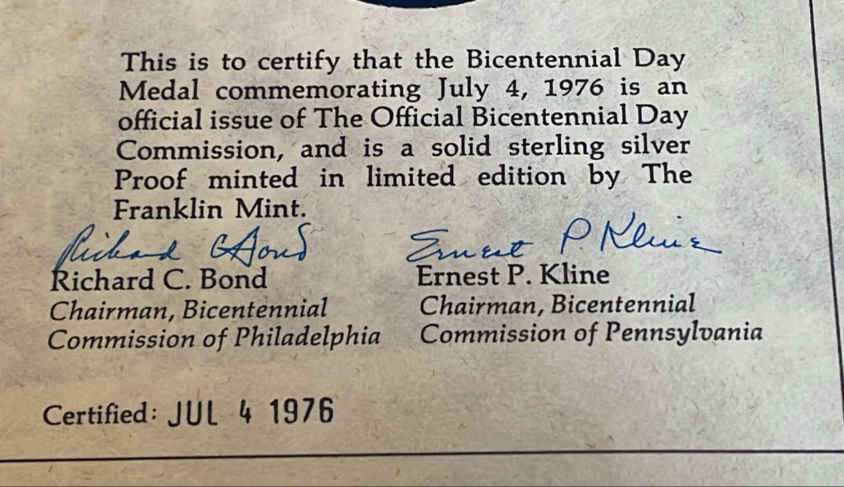 This is to certify that the Bicentennial Day
Medal commemorating July 4, 1976 is an
official issue of The Official Bicentennial Day
Commission, and is a solid sterling silver
Proof minted in limited edition by The
Franklin Mint.
Richard C Bond
Richard C. Bond
Chairman, Bicentennial
Commission of Philadelphia
Ernest P Kline
Ernest P. Kline
Chairman, Bicentennial
Commission of Pennsylvania
Certified: JUL 4 1976